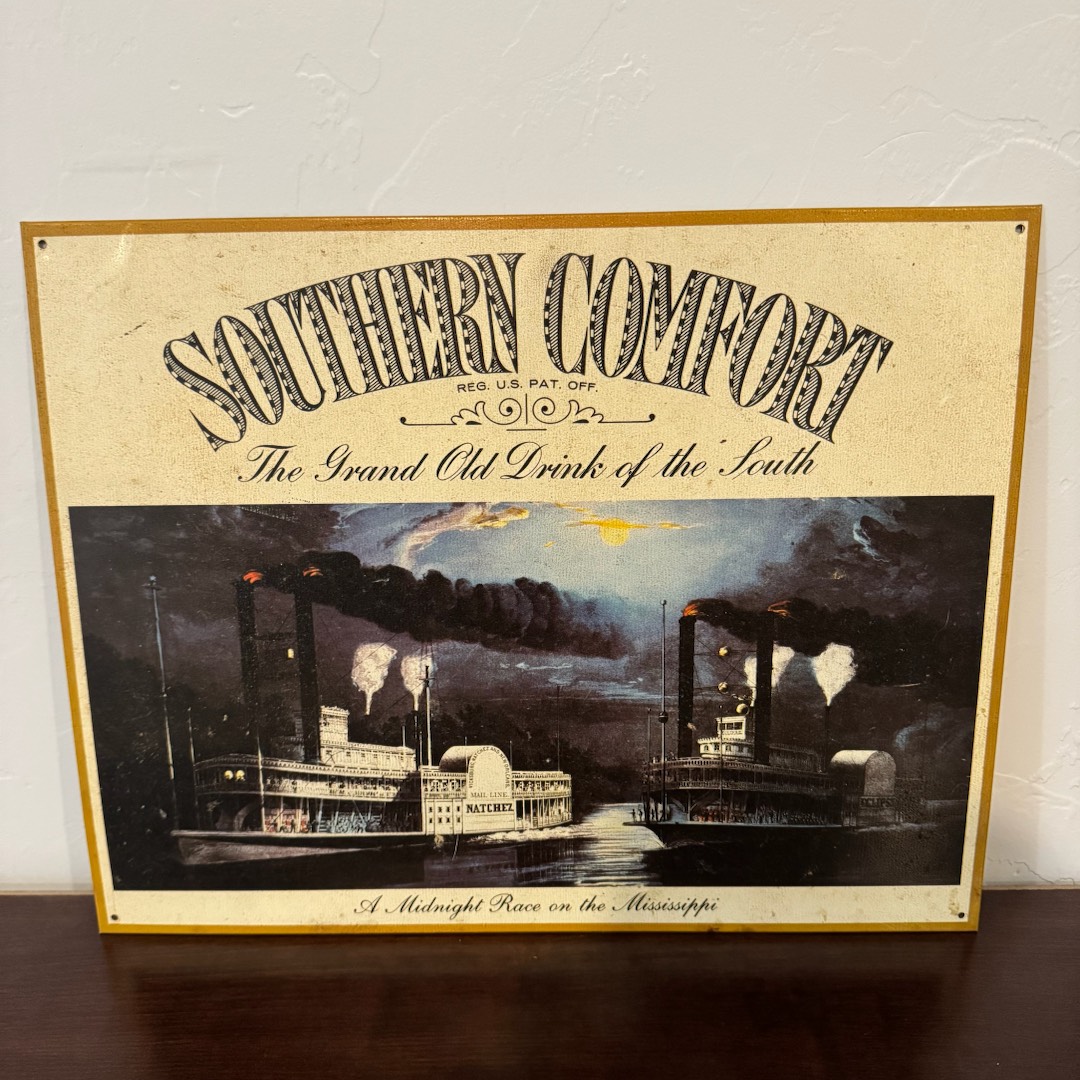 SOUTHERN COMFORT
REG. U.S. PAT. OFF.
The Grand Old Drink of the South
MAIL LINE
NATCHEZ
ECLIPSE
A Midnight Race on the Mississippi